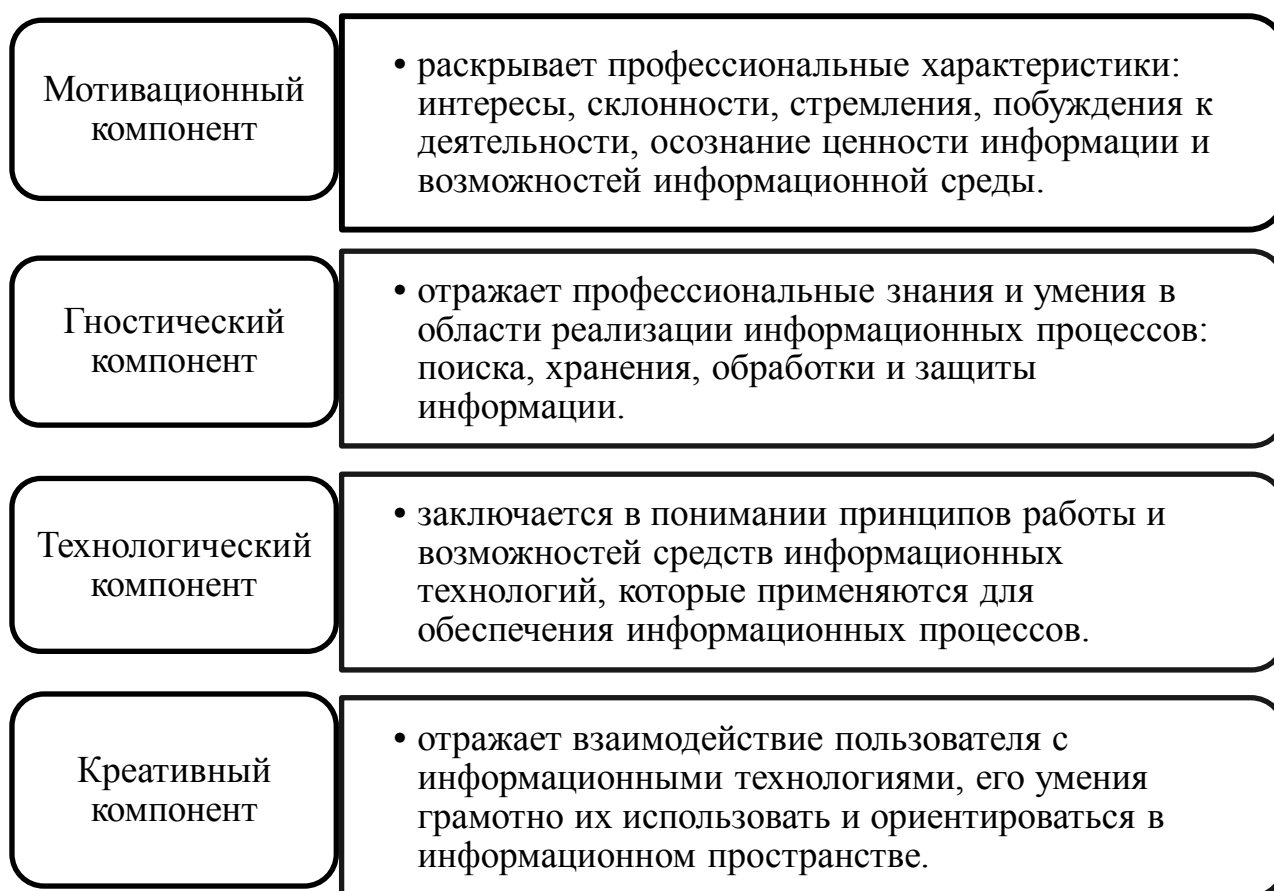 Мотивационный
компонент
• раскрывает профессиональные характеристики:
интересы, склонности, стремления, побуждения к
деятельности, осознание ценности информации и
возможностей информационной среды.
Гностический
компонент
• отражает профессиональные знания и умения в
области реализации информационных процессов:
поиска, хранения, обработки и защиты
информации.
Технологический
компонент
• заключается в понимании принципов работы и
возможностей средств информационных
технологий, которые применяются для
обеспечения информационных процессов.
Креативный
компонент
• отражает взаимодействие пользователя с
информационными технологиями, его умения
грамотно их использовать и ориентироваться в
информационном пространстве.